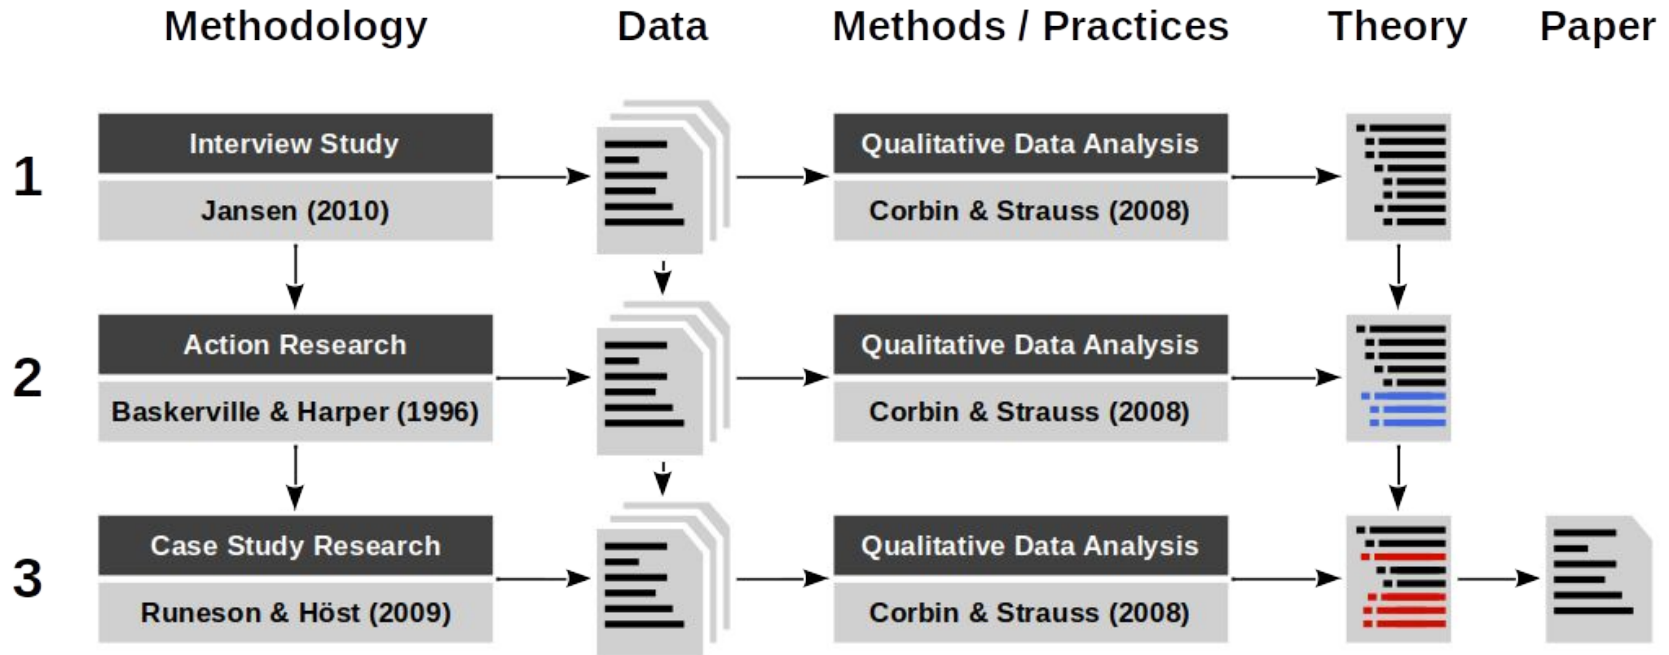 Methodology Data Methods / Practices Theory Paper
1
Interview Study
Jansen (2010)
Qualitative Data Analysis
Corbin & Strauss (2008)
2
Action Research
Baskerville & Harper (1996)
Qualitative Data Analysis
Corbin & Strauss (2008)
3
Case Study Research
Runeson & Höst (2009)
Qualitative Data Analysis
Corbin & Strauss (2008)